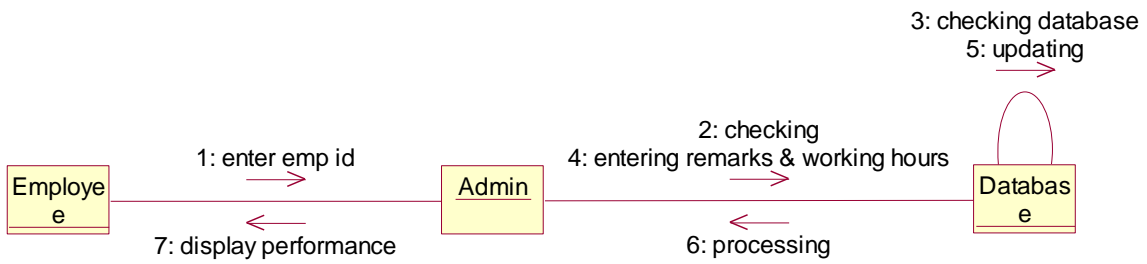 3: checking database
5: updating
2: checking
1: enter emp id
4: entering remarks & working hours
Employe
e
Admin
Databas
e
7: display performance
6: processing